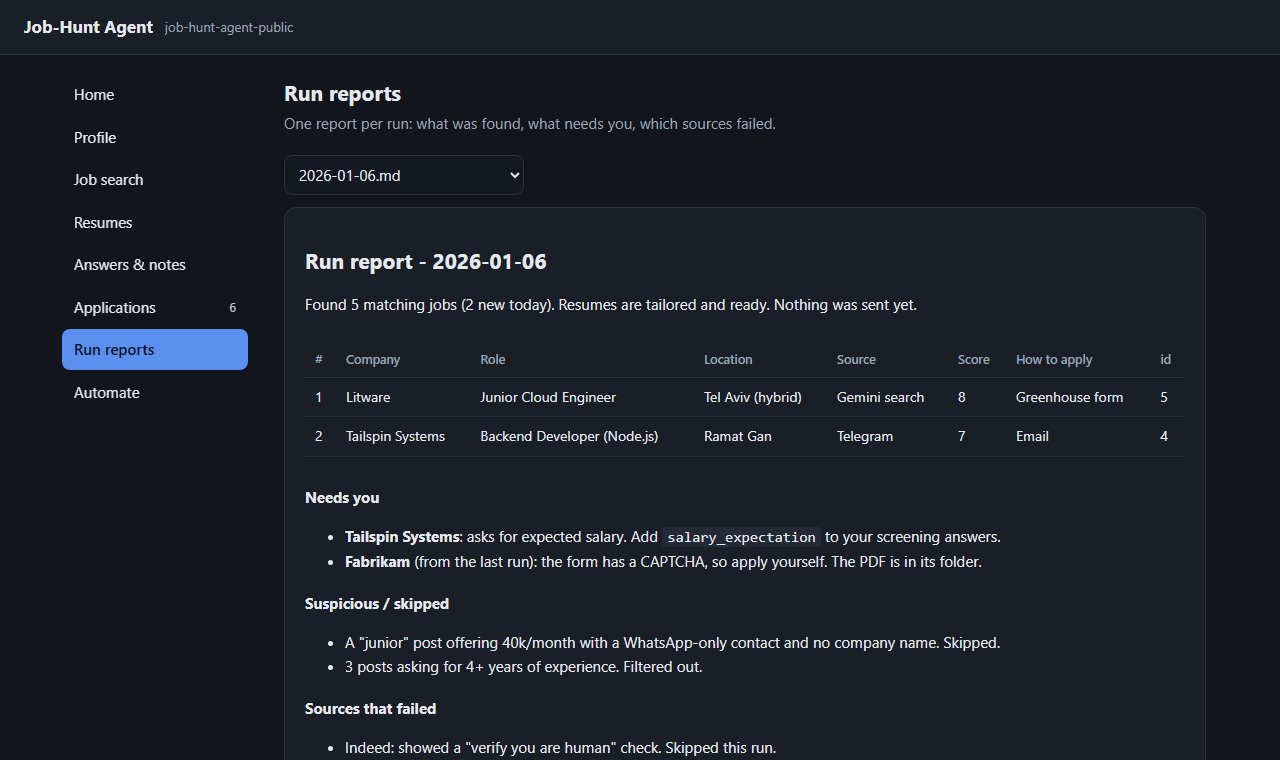 Job-Hunt Agent job-hunt-agent-public
Home
Profile
Job search
Resumes
Answers & notes
Applications 6
Run reports
Automate
Run reports
One report per run: what was found, what needs you, which sources failed.
2026-01-06.md
Run report - 2026-01-06
Found 5 matching jobs (2 new today). Resumes are tailored and ready. Nothing was sent yet.
# Company Role Location Source Score How to apply id
1 Litware Junior Cloud Engineer Tel Aviv (hybrid) Gemini search 8 Greenhouse form 5
2 Tailspin Systems Backend Developer (Node.js) Ramat Gan Telegram 7 Email 4
Needs you
• Tailspin Systems: asks for expected salary. Add salary_expectation to your screening answers.
• Fabrikam (from the last run): the form has a CAPTCHA, so apply yourself. The PDF is in its folder.
Suspicious / skipped
• A "junior" post offering 40k/month with a WhatsApp-only contact and no company name. Skipped.
• 3 posts asking for 4+ years of experience. Filtered out.
Sources that failed
• Indeed: showed a "verify you are human" check. Skipped this run.